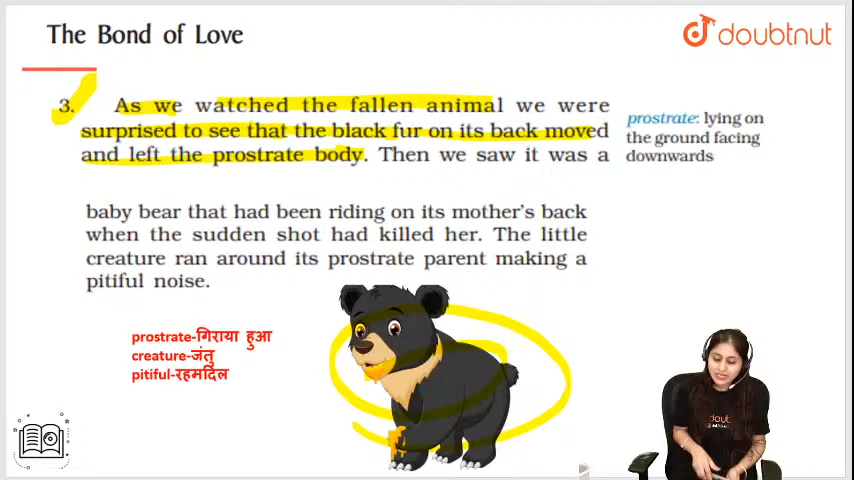 The Bond of Love
doubtnut
3. As we watched the fallen animal we were
surprised to see that the black fur on its back moved
and left the prostrate body. Then we saw it was a
prostrate: lying on
the ground facing
downwards
baby bear that had been riding on its mother's back
when the sudden shot had killed her. The little
creature ran around its prostrate parent making a
pitiful noise.
prostrate-गिराया हुआ
creature-जंतु
pitiful-रहमदिल
doubt